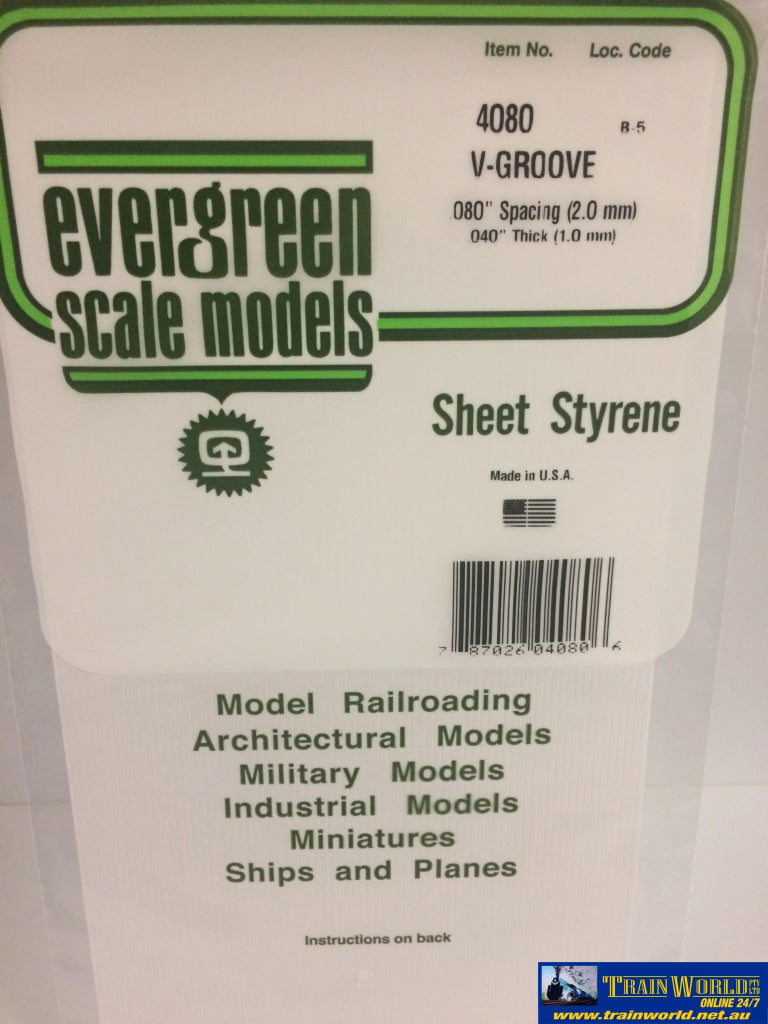 Item No. Loc. Code
4080 B-5
V-GROOVE
.080" Spacing (2.0 mm)
.040" Thick (1.0 mm)
evergreen
scale models
Sheet Styrene
Made in U.S.A.
7 87026 04080 6
Model Railroading
Architectural Models
Military Models
Industrial Models
Miniatures
Ships and Planes
Instructions on back
TRAIN WORLD PTY LTD
ONLINE 24/7
www.trainworld.net.au